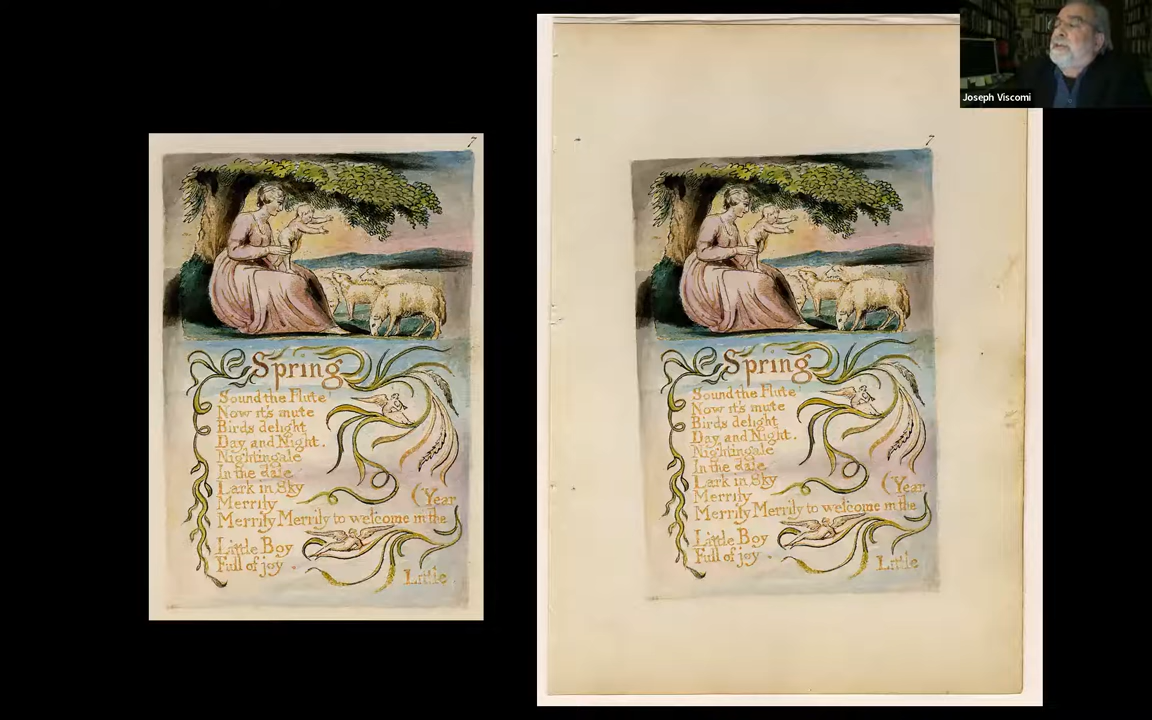 Joseph Viscomi
7
Spring
Sound the Flute
Now it's mute
Birds delight
Day and Night.
Nightingale
In the dale
Lark in Sky
Merrily (Year
Merrily Merrily to welcome in the
Little Boy
Full of joy.
Little
7
Spring
Sound the Flute
Now it's mute
Birds delight
Day and Night.
Nightingale
In the dale
Lark in Sky
Merrily (Year
Merrily Merrily to welcome in the
Little Boy
Full of joy.
Little